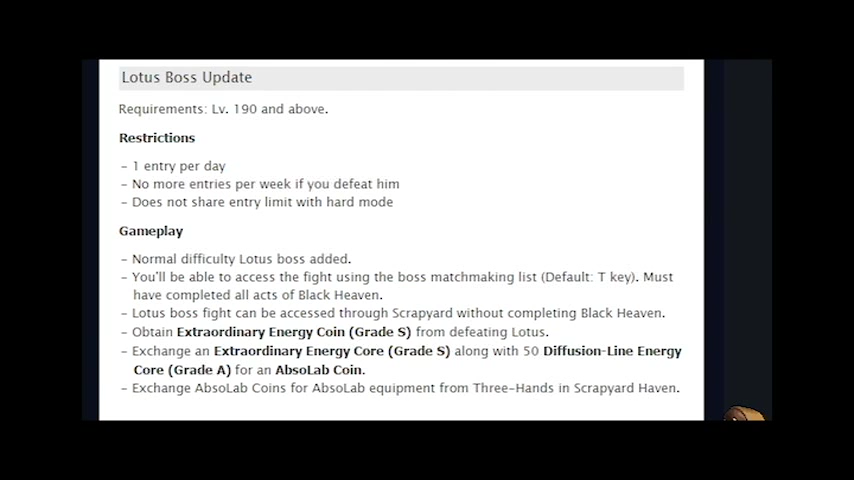 Lotus Boss Update
Requirements: Lv. 190 and above.
Restrictions
- 1 entry per day
- No more entries per week if you defeat him
- Does not share entry limit with hard mode
Gameplay
- Normal difficulty Lotus boss added.
- You'll be able to access the fight using the boss matchmaking list (Default: T key). Must
have completed all acts of Black Heaven.
- Lotus boss fight can be accessed through Scrapyard without completing Black Heaven.
- Obtain Extraordinary Energy Coin (Grade S) from defeating Lotus.
- Exchange an Extraordinary Energy Core (Grade S) along with 50 Diffusion-Line Energy
Core (Grade A) for an AbsoLab Coin.
- Exchange AbsoLab Coins for AbsoLab equipment from Three-Hands in Scrapyard Haven.